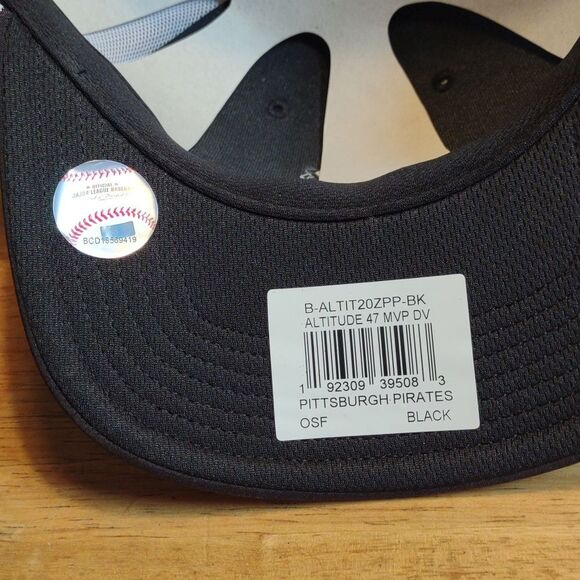 OFFICIAL
MAJOR LEAGUE BASEBALL
BCD18589419
B-ALTIT20ZPP-BK
ALTITUDE 47 MVP DV
1 92309 39508 3
PITTSBURGH PIRATES
OSF BLACK